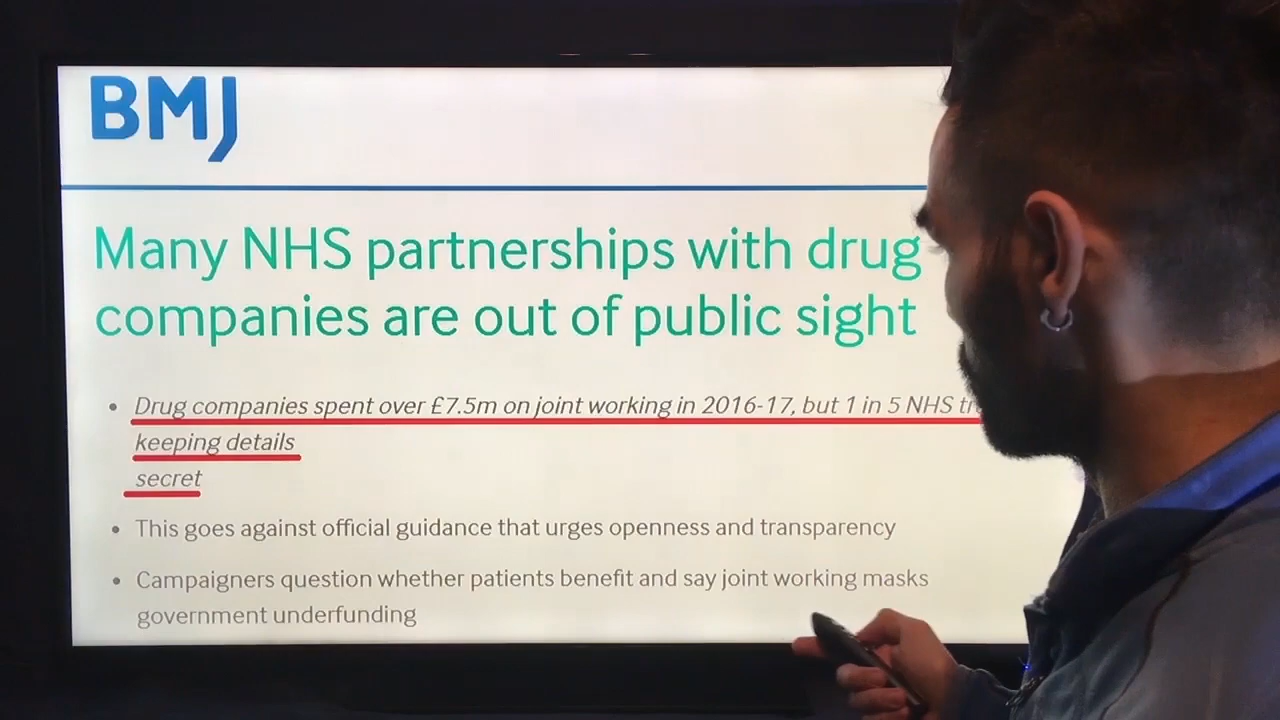 BMJ
Many NHS partnerships with drug
companies are out of public sight
• Drug companies spent over £7.5m on joint working in 2016-17, but 1 in 5 NHS
keeping details
secret
• This goes against official guidance that urges openness and transparency
• Campaigners question whether patients benefit and say joint working masks
government underfunding